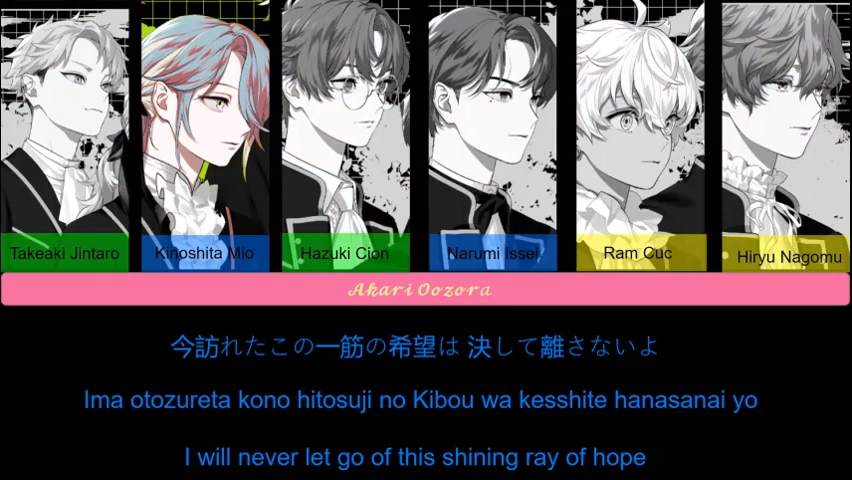 Takeaki Jintaro
Kinoshita Mio
Hazuki Cion
Narumi Issei
Ram Cuc
Hiryu Nagomu
Akari Oozora
今訪れたこの一筋の希望は 決して離さないよ
Ima otozureta kono hitosuji no Kibou wa kesshite hanasanai yo
I will never let go of this shining ray of hope